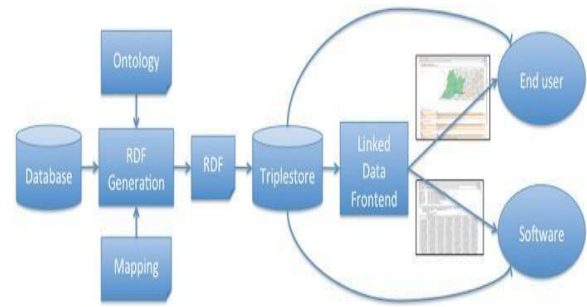 Ontology
Database
RDF
Generation
RDF
Triplestore
Linked
Data
Frontend
End user
Software
Mapping